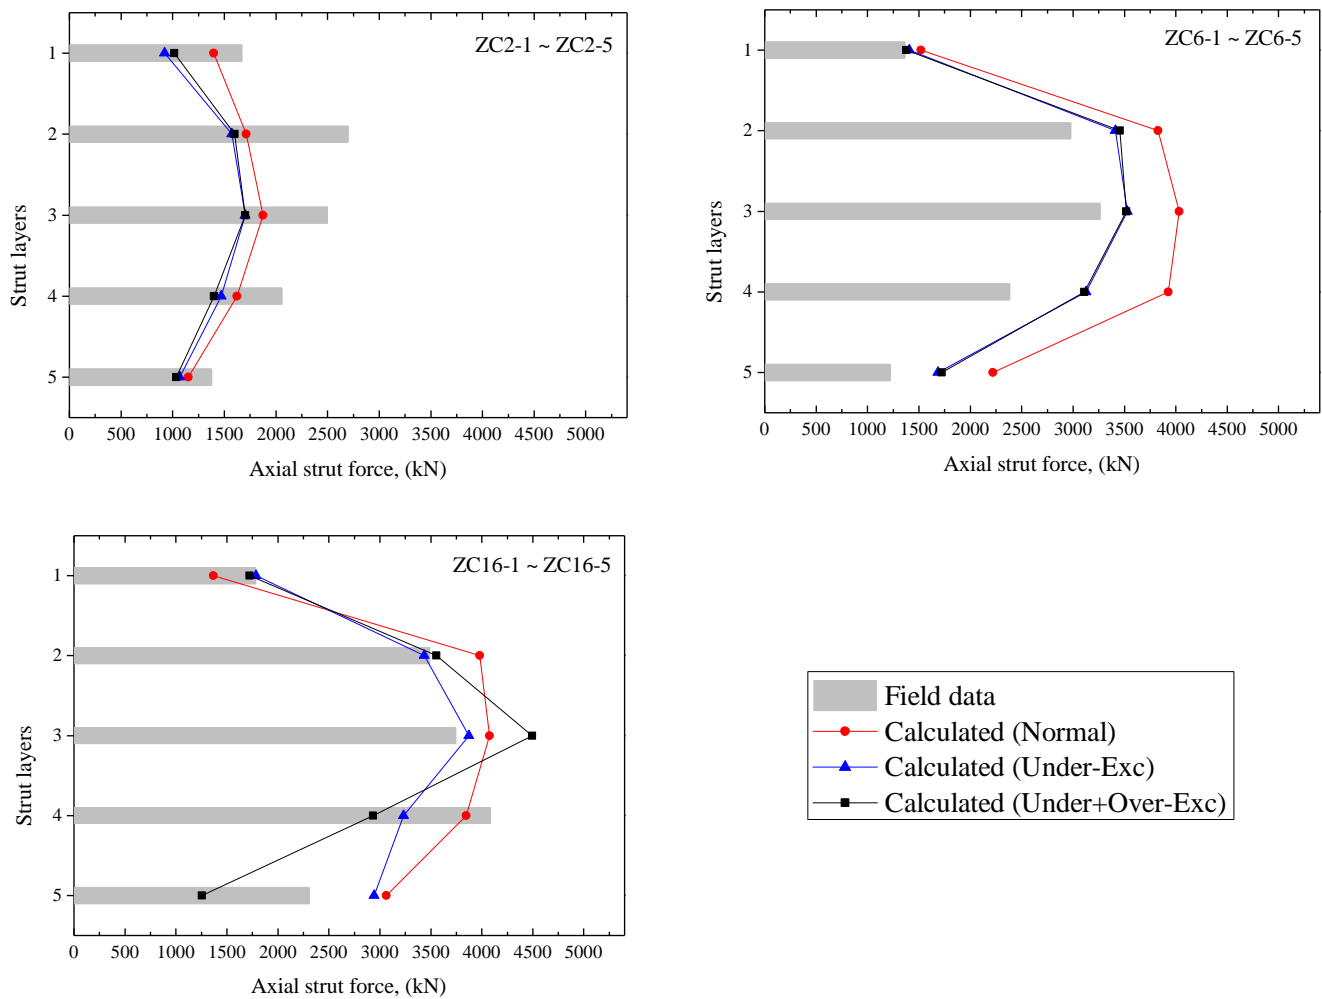 ZC2-1 ~ ZC2-5
1
2
3
4
5
Strut layers
0 500 1000 1500 2000 2500 3000 3500 4000 4500 5000
Axial strut force, (kN)
ZC6-1 ~ ZC6-5
1
2
3
4
5
Strut layers
0 500 1000 1500 2000 2500 3000 3500 4000 4500 5000
Axial strut force, (kN)
ZC16-1 ~ ZC16-5
1
2
3
4
5
Strut layers
0 500 1000 1500 2000 2500 3000 3500 4000 4500 5000
Axial strut force, (kN)
Field data
Calculated (Normal)
Calculated (Under-Exc)
Calculated (Under+Over-Exc)